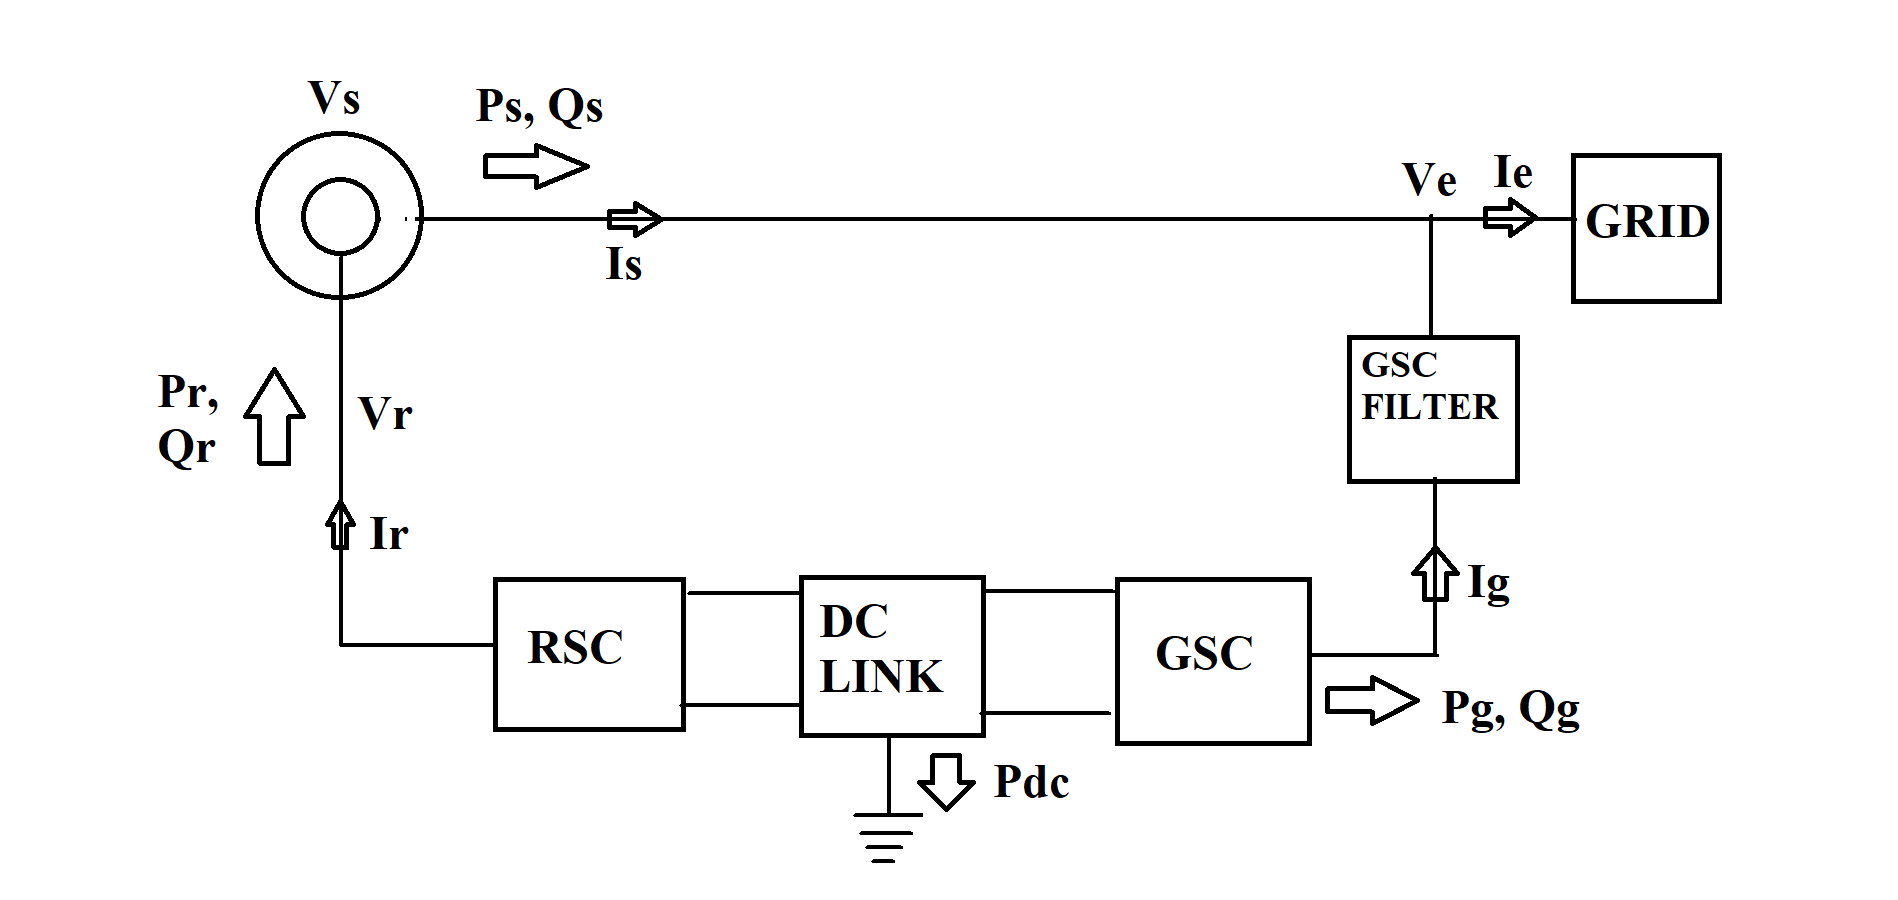 Vs
Ps, Qs
Is
Ve
Ie
GRID
GSC
FILTER
Pr,
Qr
Vr
Ir
Ig
RSC
DC
LINK
GSC
Pg, Qg
Pdc